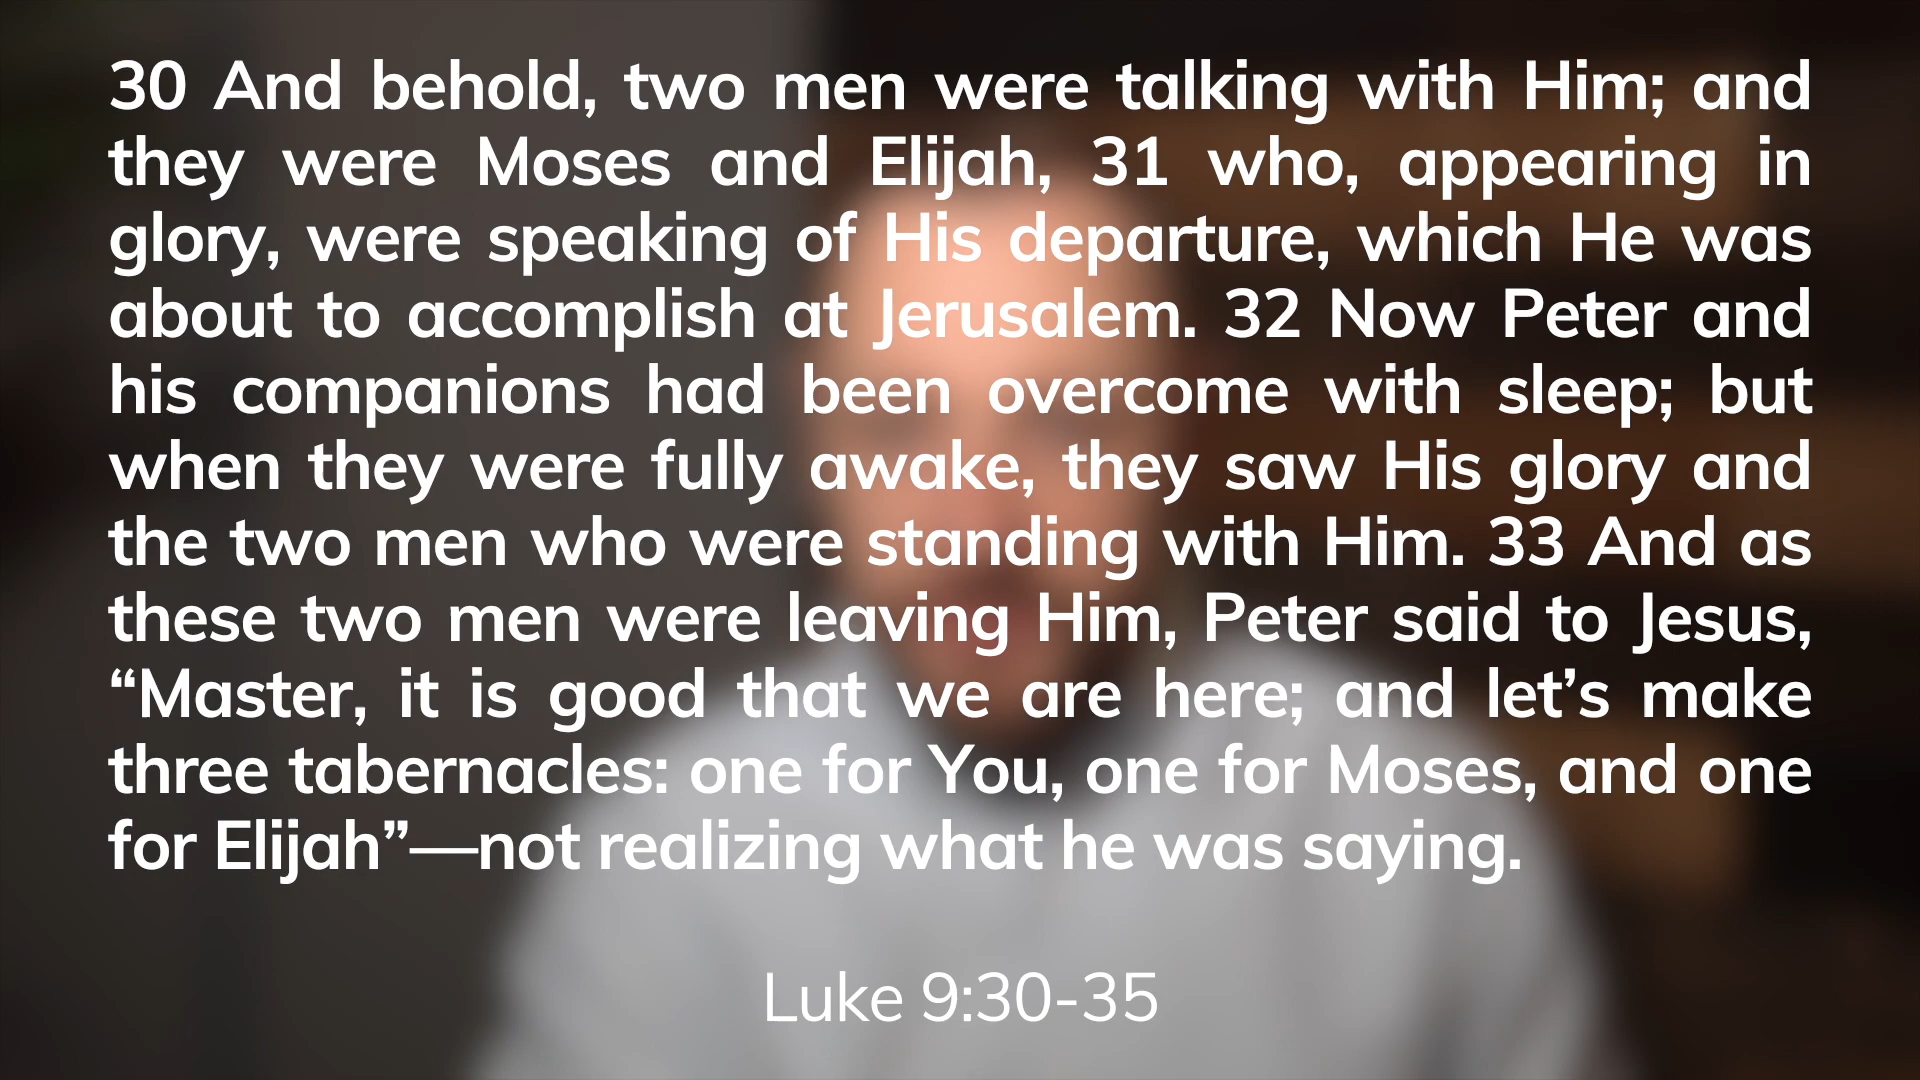 30 And behold, two men were talking with Him; and
they were Moses and Elijah, 31 who, appearing in
glory, were speaking of His departure, which He was
about to accomplish at Jerusalem. 32 Now Peter and
his companions had been overcome with sleep; but
when they were fully awake, they saw His glory and
the two men who were standing with Him. 33 And as
these two men were leaving Him, Peter said to Jesus,
“Master, it is good that we are here; and let’s make
three tabernacles: one for You, one for Moses, and one
for Elijah”—not realizing what he was saying.
Luke 9:30-35